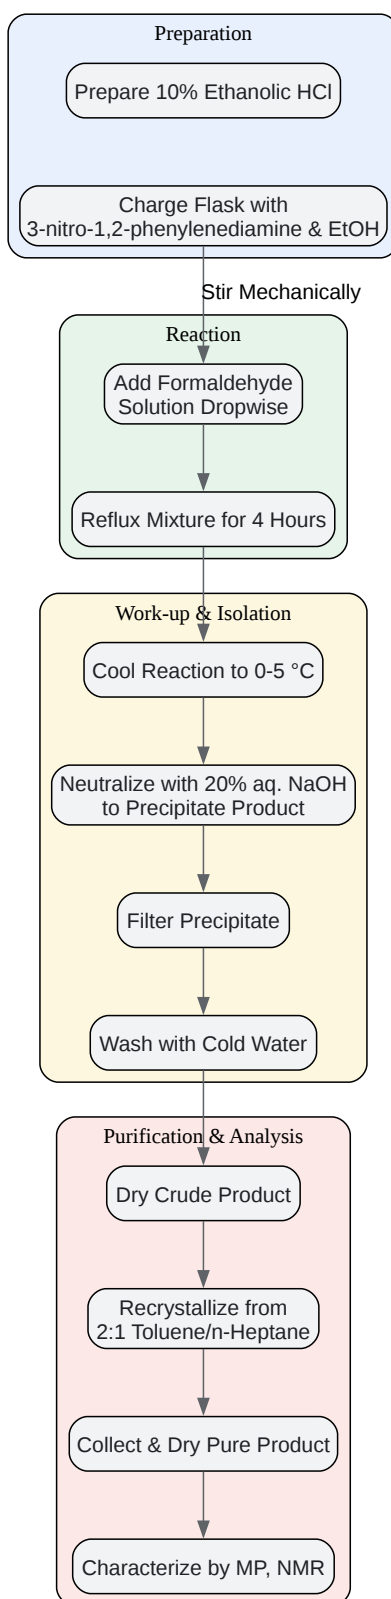 Preparation
Prepare 10% Ethanolic HCl
Charge Flask with
3-nitro-1,2-phenylenediamine & EtOH
Stir Mechanically
Reaction
Add Formaldehyde
Solution Dropwise
Reflux Mixture for 4 Hours
Work-up & Isolation
Cool Reaction to 0-5 °C
Neutralize with 20% aq. NaOH
to Precipitate Product
Filter Precipitate
Wash with Cold Water
Purification & Analysis
Dry Crude Product
Recrystallize from
2:1 Toluene/n-Heptane
Collect & Dry Pure Product
Characterize by MP, NMR